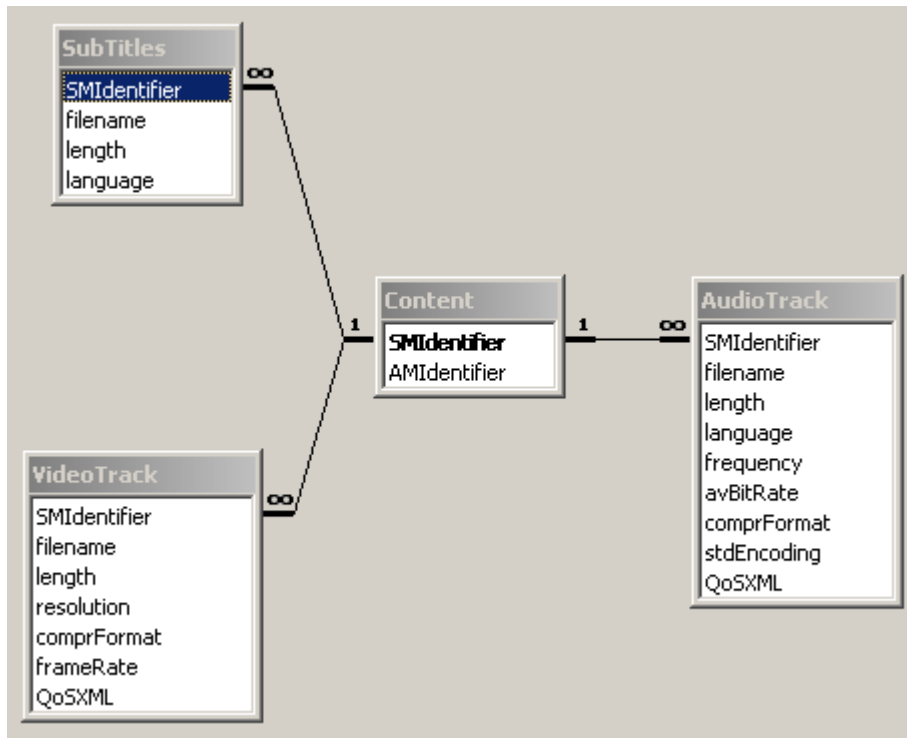 SubTitles
SMIdentifier
filename
length
language
∞
1
Content
SMIdentifier
AMIdentifier
1
∞
AudioTrack
SMIdentifier
filename
length
language
frequency
avBitRate
comprFormat
stdEncoding
QoSXML
VideoTrack
SMIdentifier
filename
length
resolution
comprFormat
frameRate
QoSXML
∞